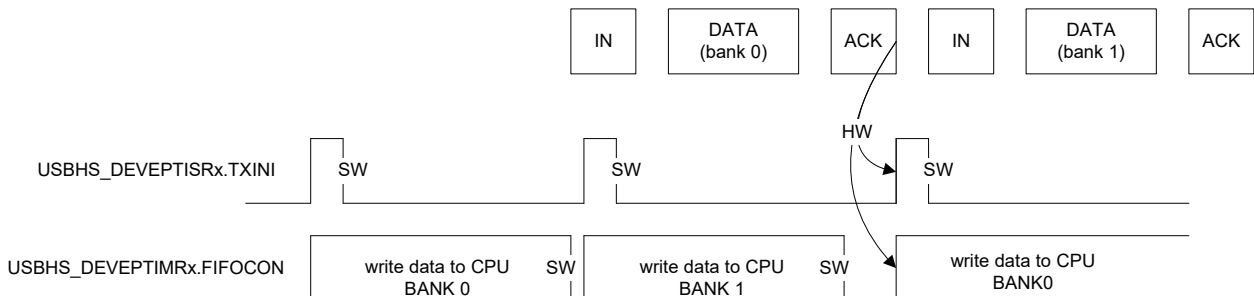 IN
DATA
(bank 0)
ACK
IN
DATA
(bank 1)
ACK
HW
USBHS_DEVEPTISRx.TXINI
SW
SW
SW
USBHS_DEVEPTIMRx.FIFOCON
write data to CPU
BANK 0
SW
write data to CPU
BANK 1
SW
write data to CPU
BANK0